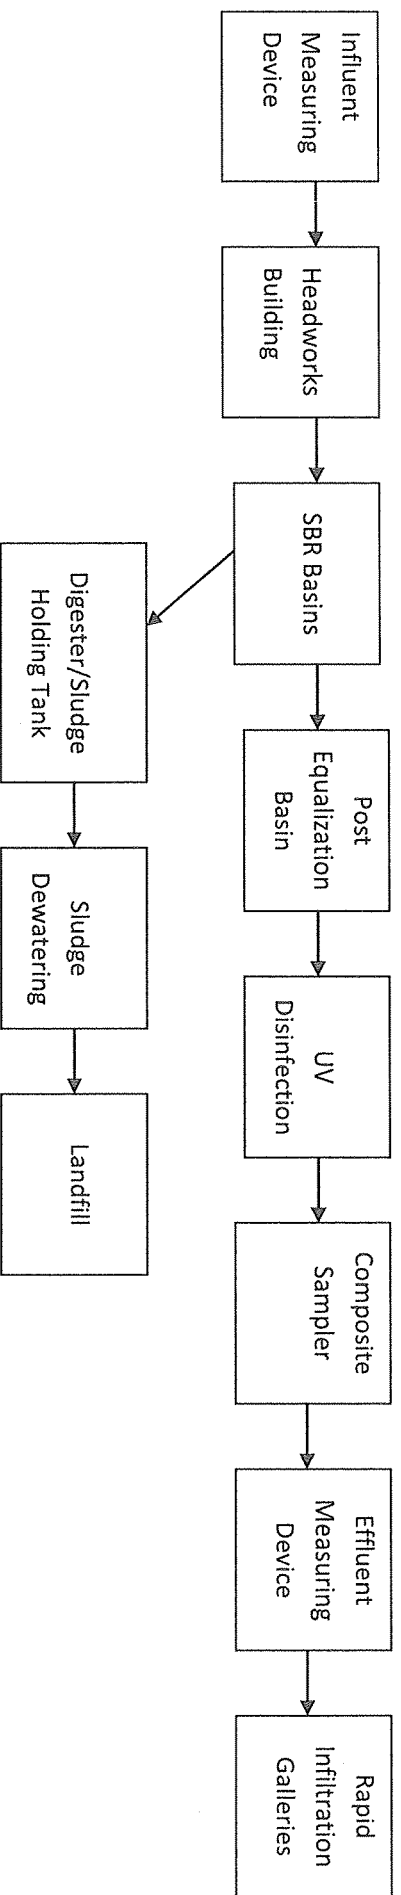 Influent
Measuring
Device
Headworks
Building
SBR Basins
Post
Equalization
Basin
UV
Disinfection
Composite
Sampler
Effluent
Measuring
Device
Rapid
Infiltration
Galleries
Digester/Sludge
Holding Tank
Sludge
Dewatering
Landfill